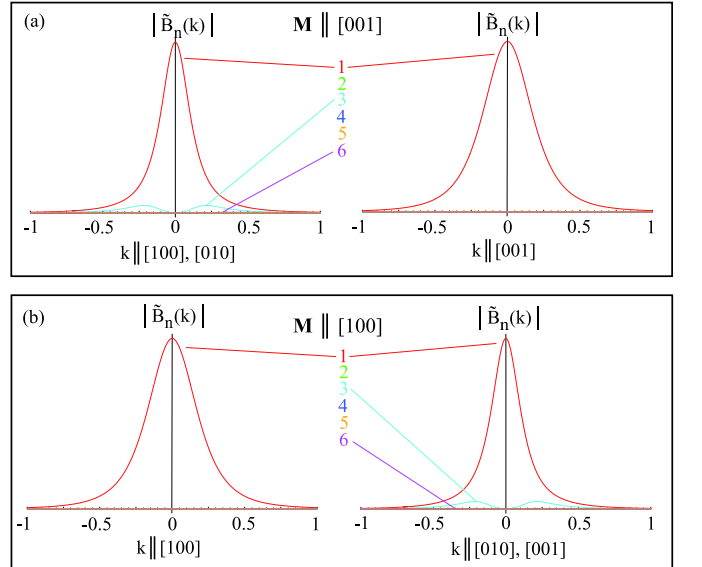 (a) | B̃n(k) | M ∥ [001] | B̃n(k) |
1
2
3
4
5
6
-1 -0.5 0 0.5 1 -1 -0.5 0 0.5 1
k ∥ [100], [010] k ∥ [001]
(b) | B̃n(k) | M ∥ [100] | B̃n(k) |
1
2
3
4
5
6
-1 -0.5 0 0.5 1 -1 -0.5 0 0.5 1
k ∥ [100] k ∥ [010], [001]